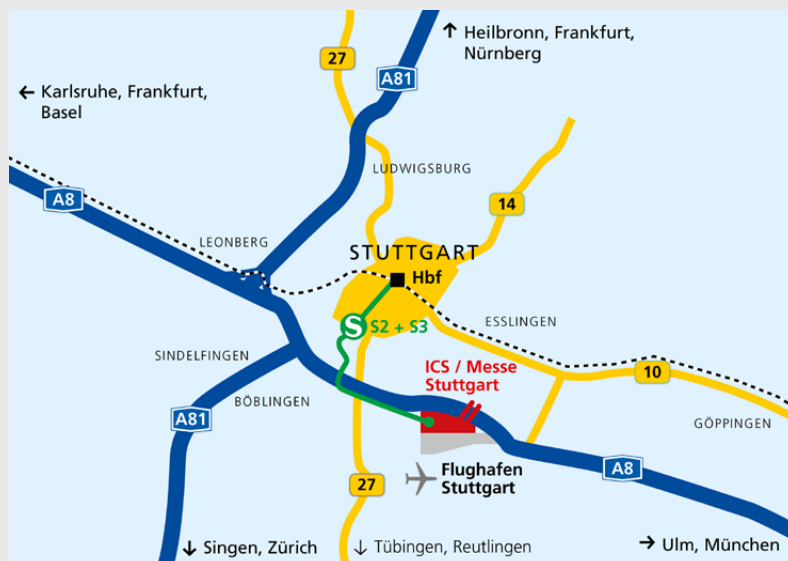 ↑ Heilbronn, Frankfurt,
Nürnberg
27
A81
← Karlsruhe, Frankfurt,
Basel
LUDWIGSBURG
A8
14
LEONBERG
STUTTGART
Hbf
S S2 + S3
ESSLINGEN
SINDELFINGEN
ICS / Messe
Stuttgart
10
BÖBLINGEN
A81
GÖPPINGEN
Flughafen
Stuttgart
A8
27
↓ Singen, Zürich
↓ Tübingen, Reutlingen
→ Ulm, München